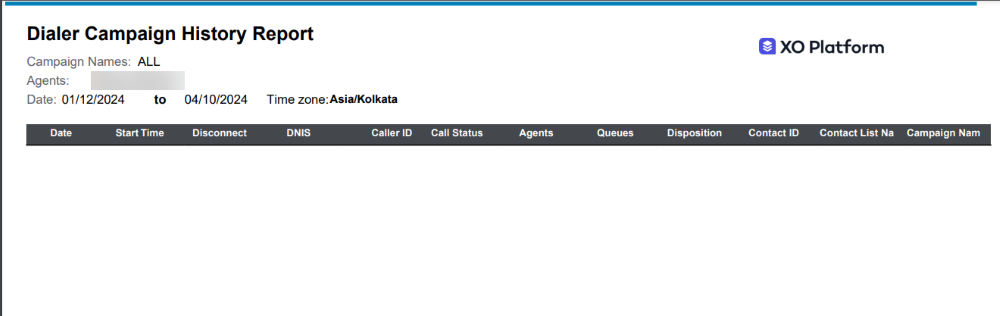 Dialer Campaign History Report
XO Platform
Campaign Names: ALL
Agents:
Date: 01/12/2024 to 04/10/2024 Time zone:Asia/Kolkata
Date Start Time Disconnect DNIS Caller ID Call Status Agents Queues Disposition Contact ID Contact List Na Campaign Nam